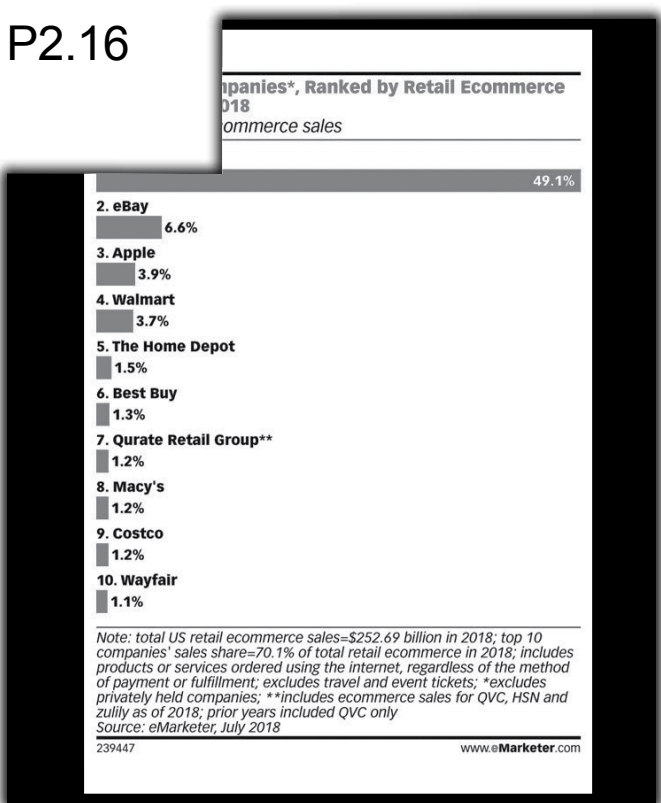 P2.16
mpanies*, Ranked by Retail Ecommerce
018
commerce sales
49.1%
2. eBay
6.6%
3. Apple
3.9%
4. Walmart
3.7%
5. The Home Depot
1.5%
6. Best Buy
1.3%
7. Qurate Retail Group**
1.2%
8. Macy's
1.2%
9. Costco
1.2%
10. Wayfair
1.1%
Note: total US retail ecommerce sales=$252.69 billion in 2018; top 10
companies' sales share=70.1% of total retail ecommerce in 2018; includes
products or services ordered using the internet, regardless of the method
of payment or fulfillment; excludes travel and event tickets; *excludes
privately held companies; **includes ecommerce sales for QVC, HSN and
zulily as of 2018; prior years included QVC only
Source: eMarketer, July 2018
239447 www.eMarketer.com